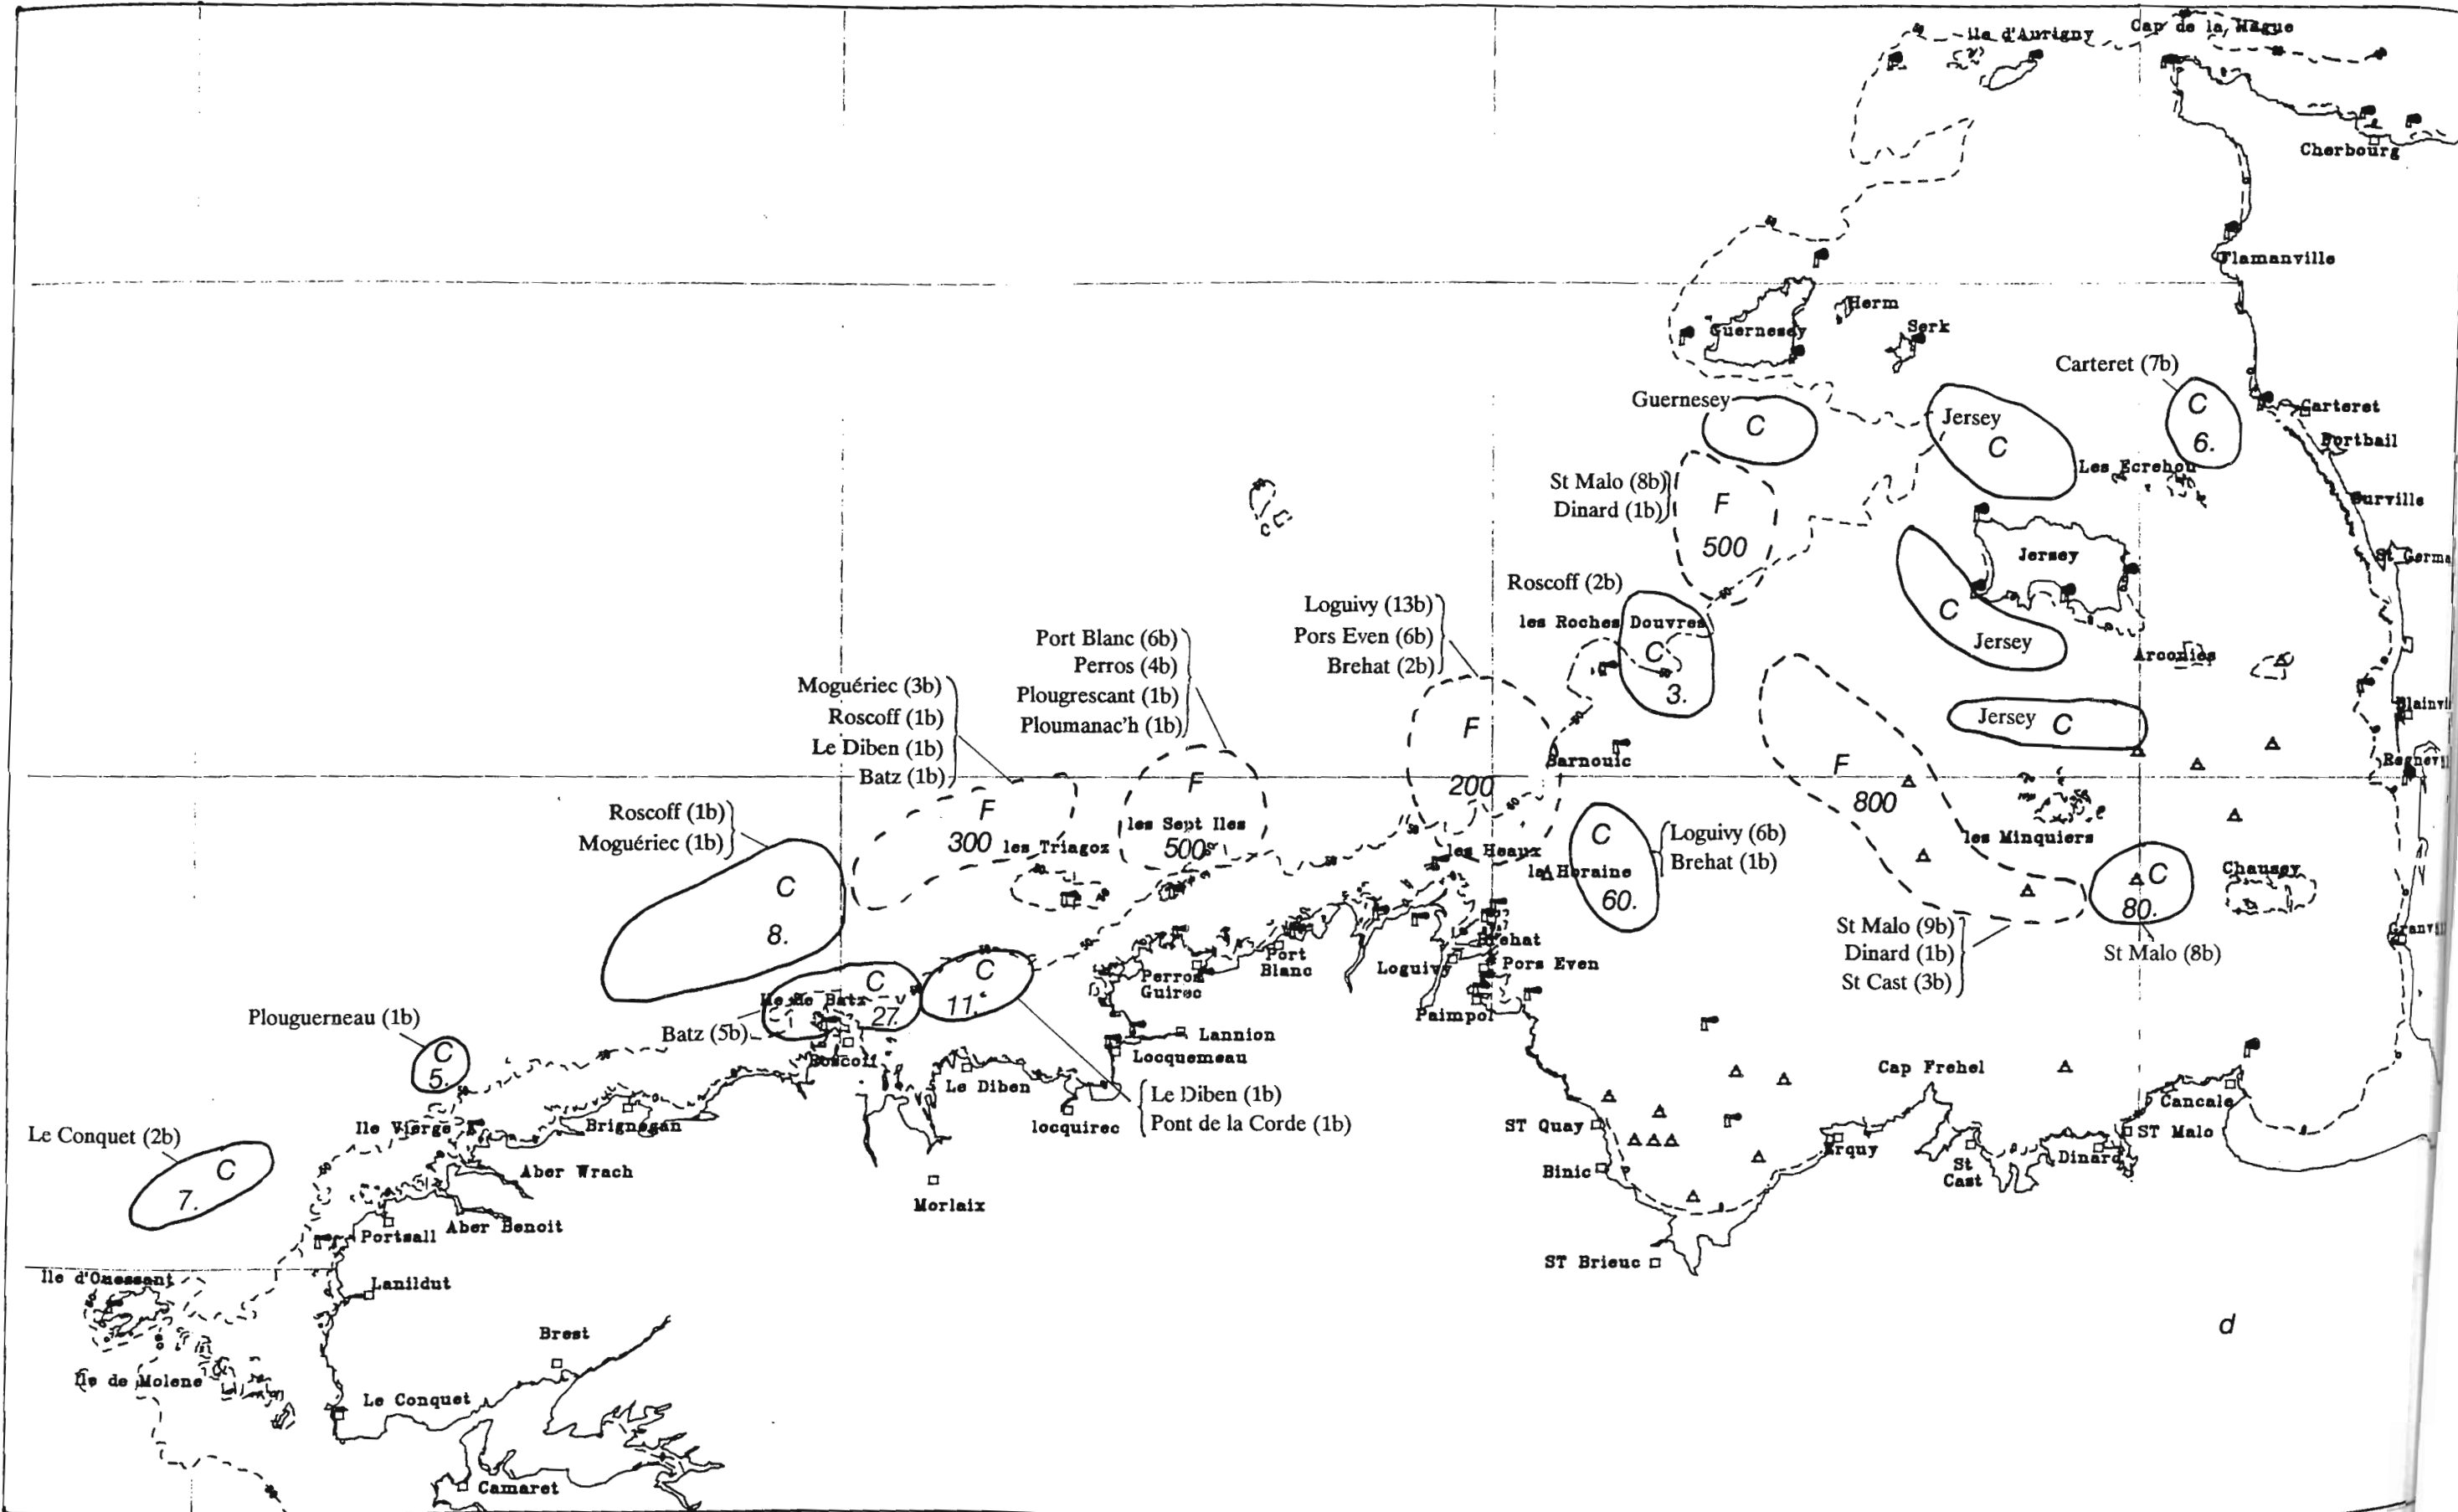 ile d'Aurigny
Cap de la Hague
Cherbourg
Flamanville
Herm
Guernesey
Serk
Carteret (7b)
Guernesey
C
Jersey
C
C
6.
Carteret
Portbail
Les Ecrehou
Surville
St Malo (8b)
Dinard (1b)
F
500
Jersey
St Germa
Roscoff (2b)
les Roches Douvres
C
3.
C
Jersey
Loguivy (13b)
Pors Even (6b)
Brehat (2b)
Port Blanc (6b)
Perros (4b)
Plougrescant (1b)
Ploumanac'h (1b)
Moguériec (3b)
Roscoff (1b)
Le Diben (1b)
Batz (1b)
Jersey C
Blainvi
F
200
Barnouic
F
800
les Minquiers
Regnevil
Roscoff (1b)
Moguériec (1b)
F
300
les Triagoz
F
les Sept Iles
500
les Heaux
la Horaine
C
60.
Loguivy (6b)
Brehat (1b)
C
80.
Chausey
C
8.
St Malo (9b)
Dinard (1b)
St Cast (3b)
St Malo (8b)
Granvil
Brehat
Loguivy
Pors Even
Paimpol
Port
Blanc
Perros
Guirec
C
11.
Ile de Batz
C
27.
Batz (5b)
Roscoff
Plouguerneau (1b)
C
5.
Lannion
Locquemeau
Le Diben
locquirec
Le Diben (1b)
Pont de la Corde (1b)
Cap Frehel
Cancale
ST Malo
Dinard
St
Cast
Erquy
ST Quay
Binic
ST Brieuc
Le Conquet (2b)
C
7.
Ile Vierge
Brignogan
Aber Wrach
Aber Benoit
Portsall
Morlaix
Ile d'Ouessant
Lanildut
Brest
Ile de Molene
Le Conquet
Camaret
d